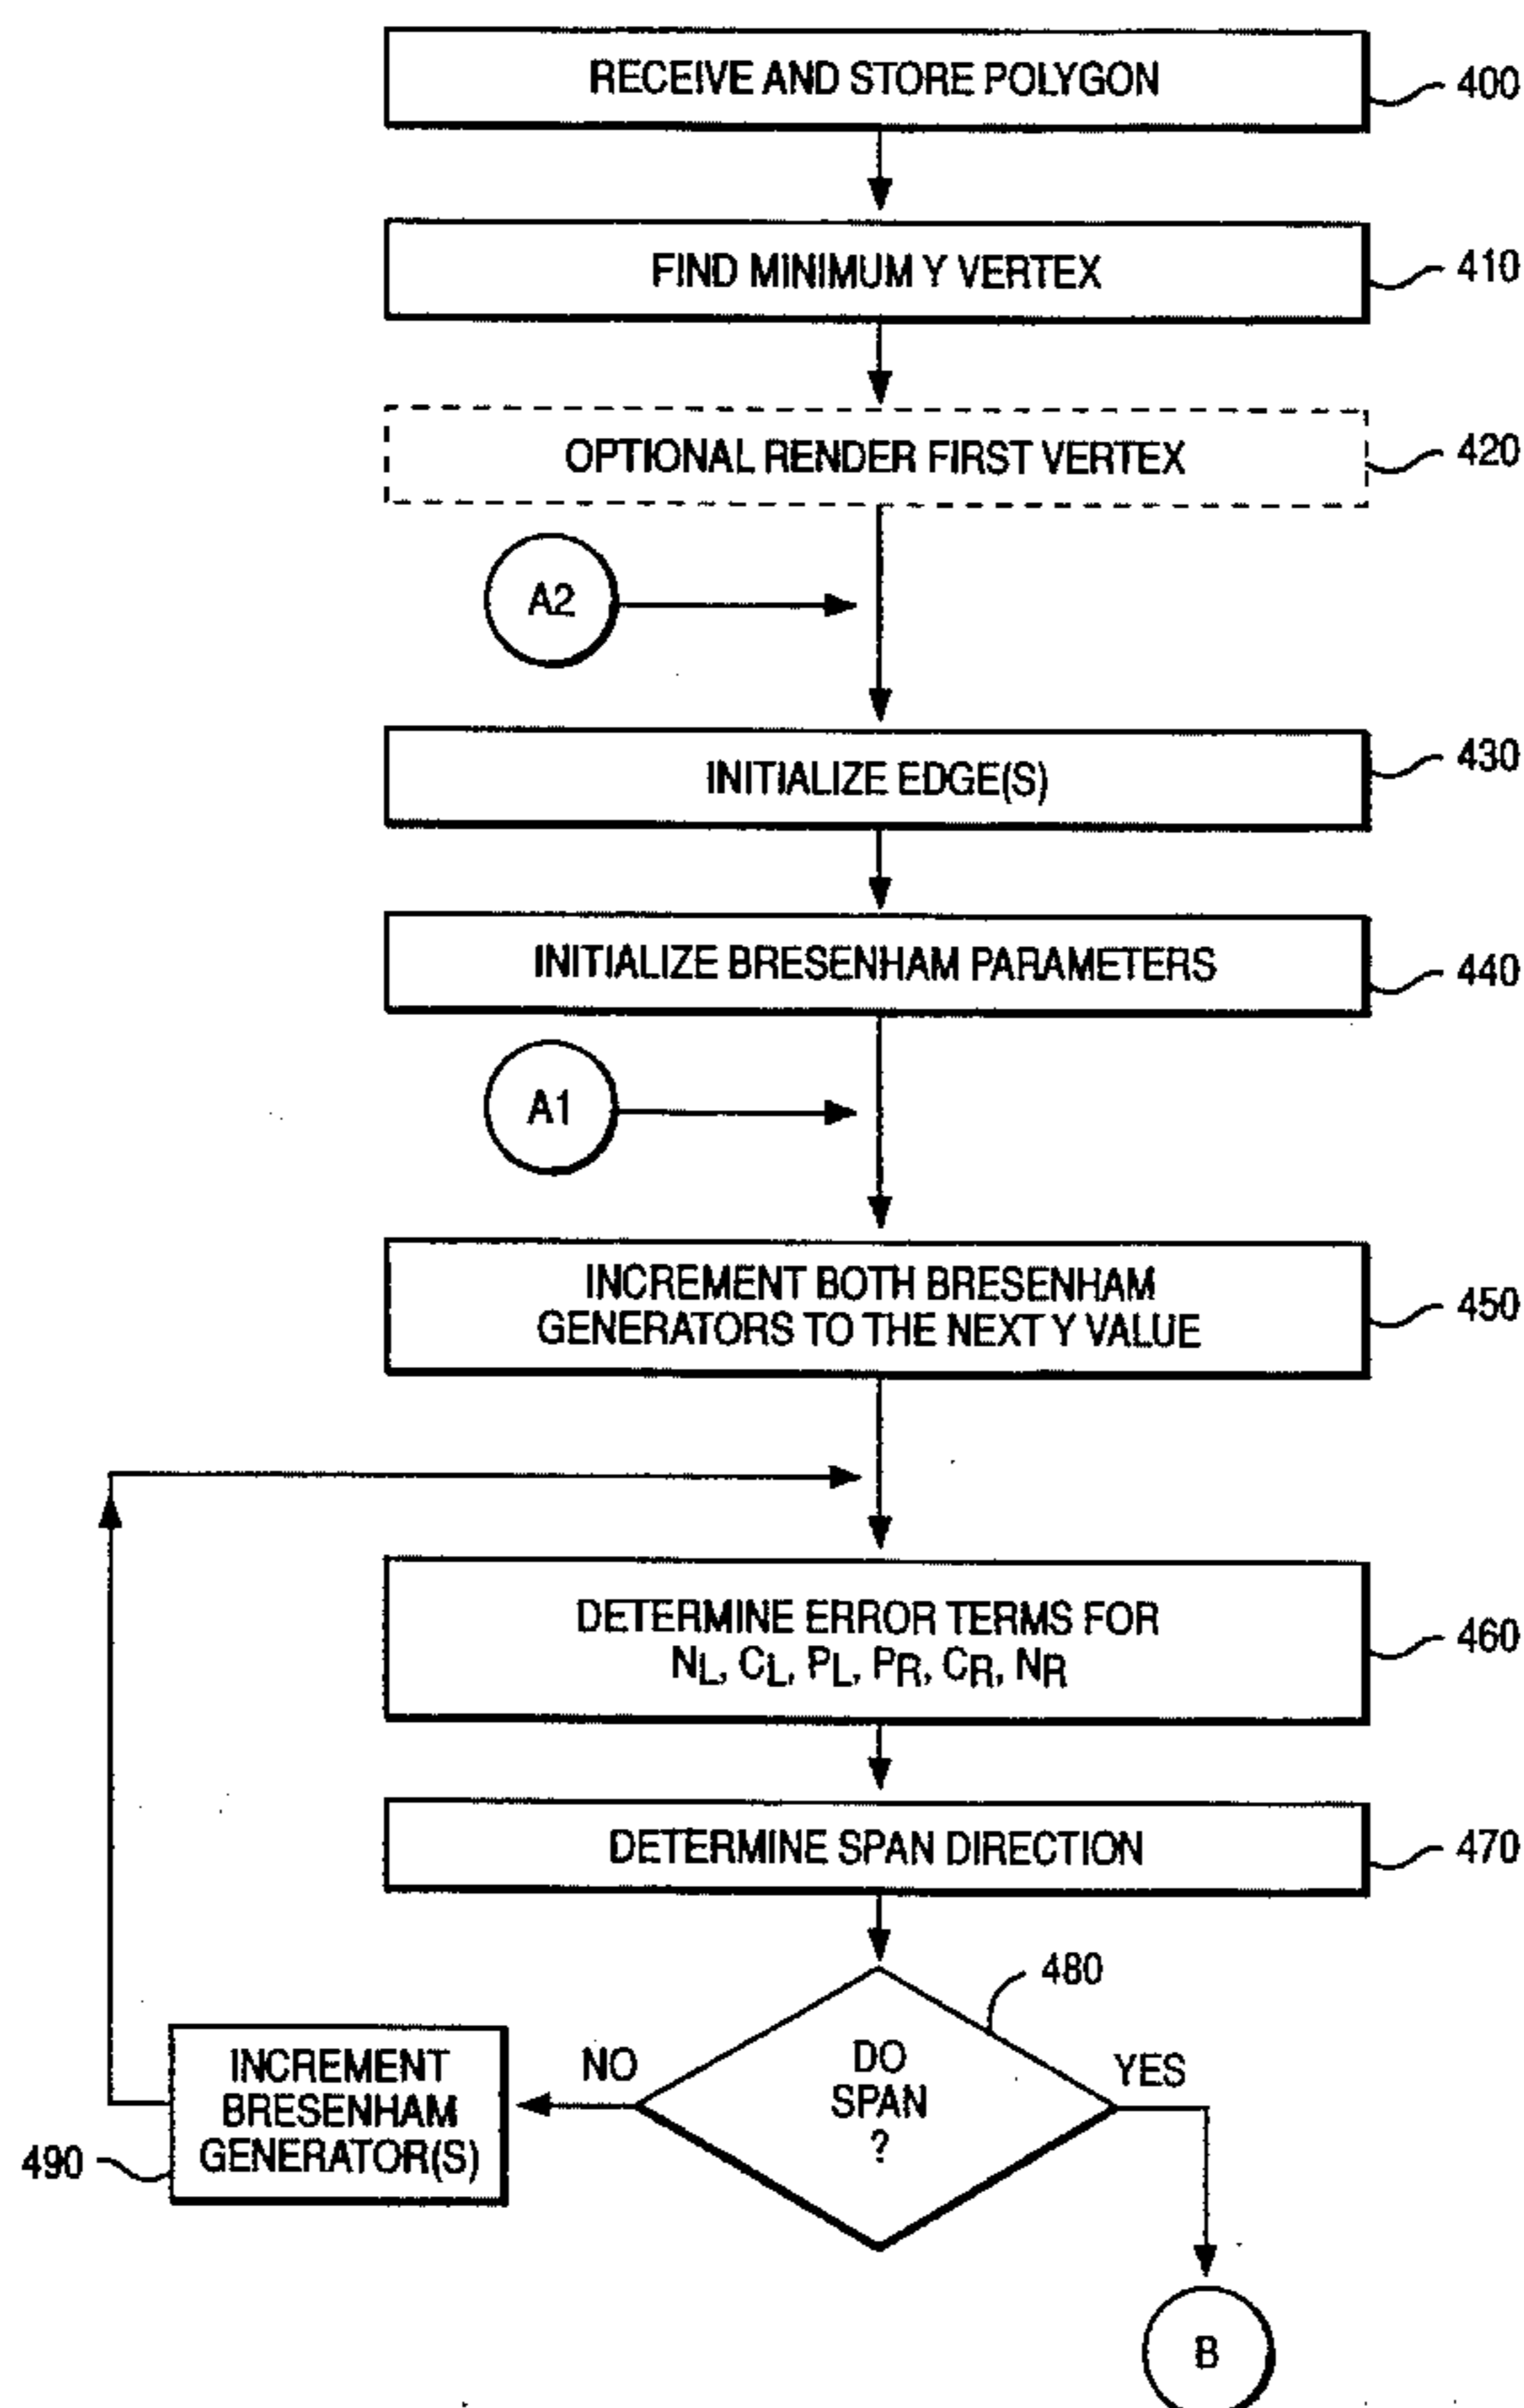 RECEIVE AND STORE POLYGON
400
FIND MINIMUM Y VERTEX
410
OPTIONAL RENDER FIRST VERTEX
420
A2
INITIALIZE EDGE(S)
430
INITIALIZE BRESENHAM PARAMETERS
440
A1
INCREMENT BOTH BRESENHAM
GENERATORS TO THE NEXT Y VALUE
450
DETERMINE ERROR TERMS FOR
NL, CL, PL, PR, CR, NR
460
DETERMINE SPAN DIRECTION
470
480
DO
SPAN
?
NO
YES
INCREMENT
BRESENHAM
GENERATOR(S)
490
B